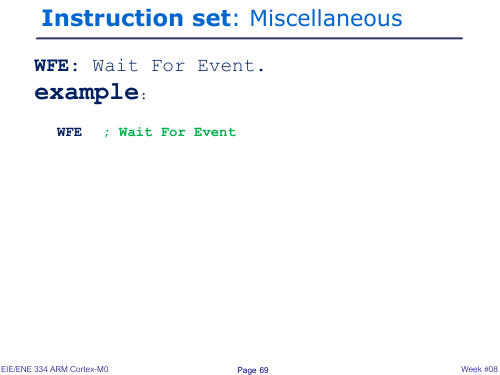 Instruction set: Miscellaneous
WFE: Wait For Event.
example:
WFE ; Wait For Event
EIE/ENE 334 ARM Cortex-M0 Page 69 Week #08